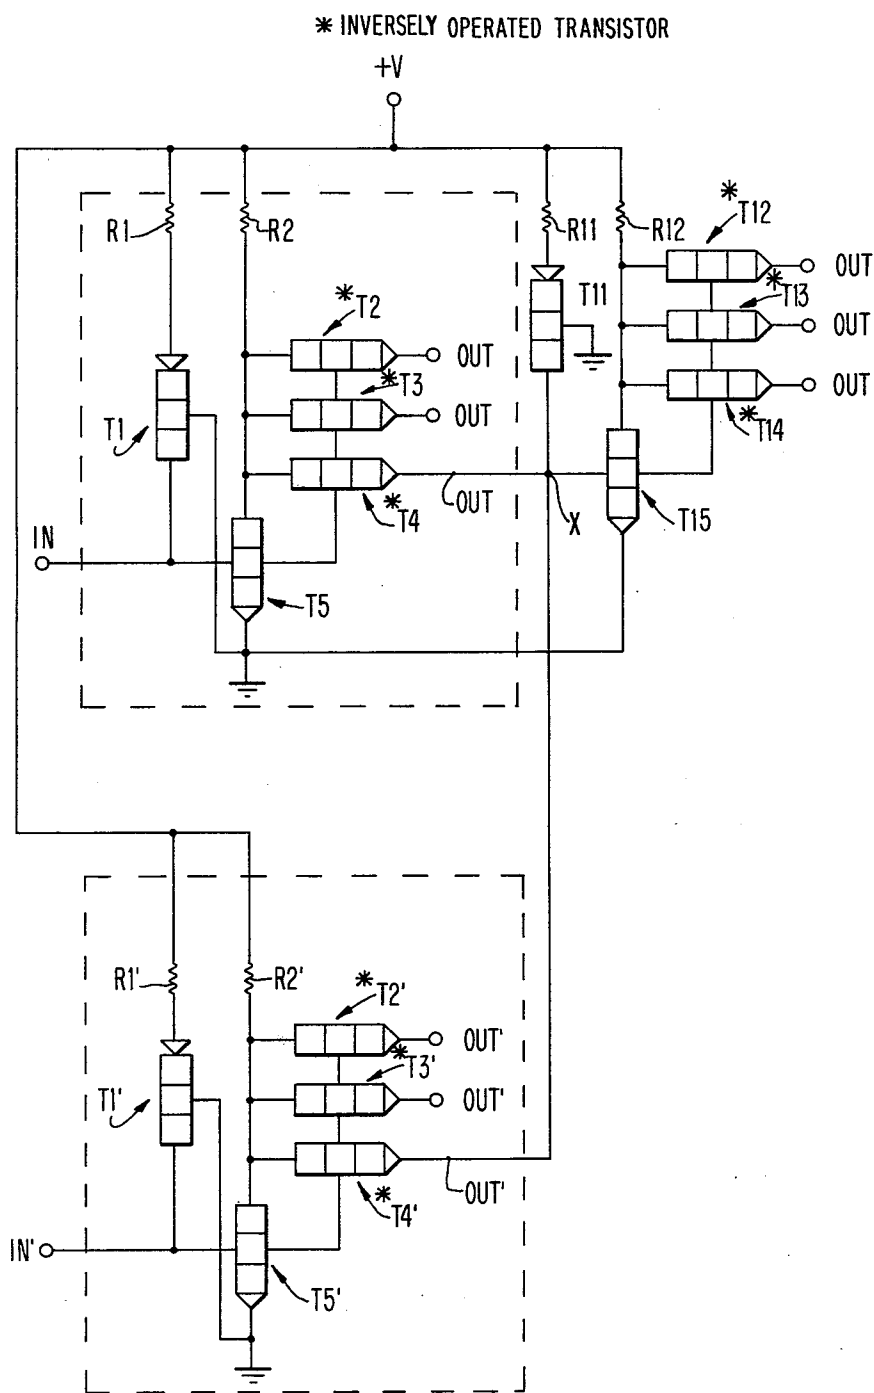 * INVERSELY OPERATED TRANSISTOR
+V
R1
R2
R11
R12
*
T12
OUT
*
T13
OUT
OUT
*
T14
*
T2
OUT
*
T3
OUT
*
T4
OUT
T11
T1
X
T15
IN
T5
R1'
R2'
*
T2'
OUT'
*
T3'
OUT'
T1'
*
T4'
OUT'
IN'
T5'